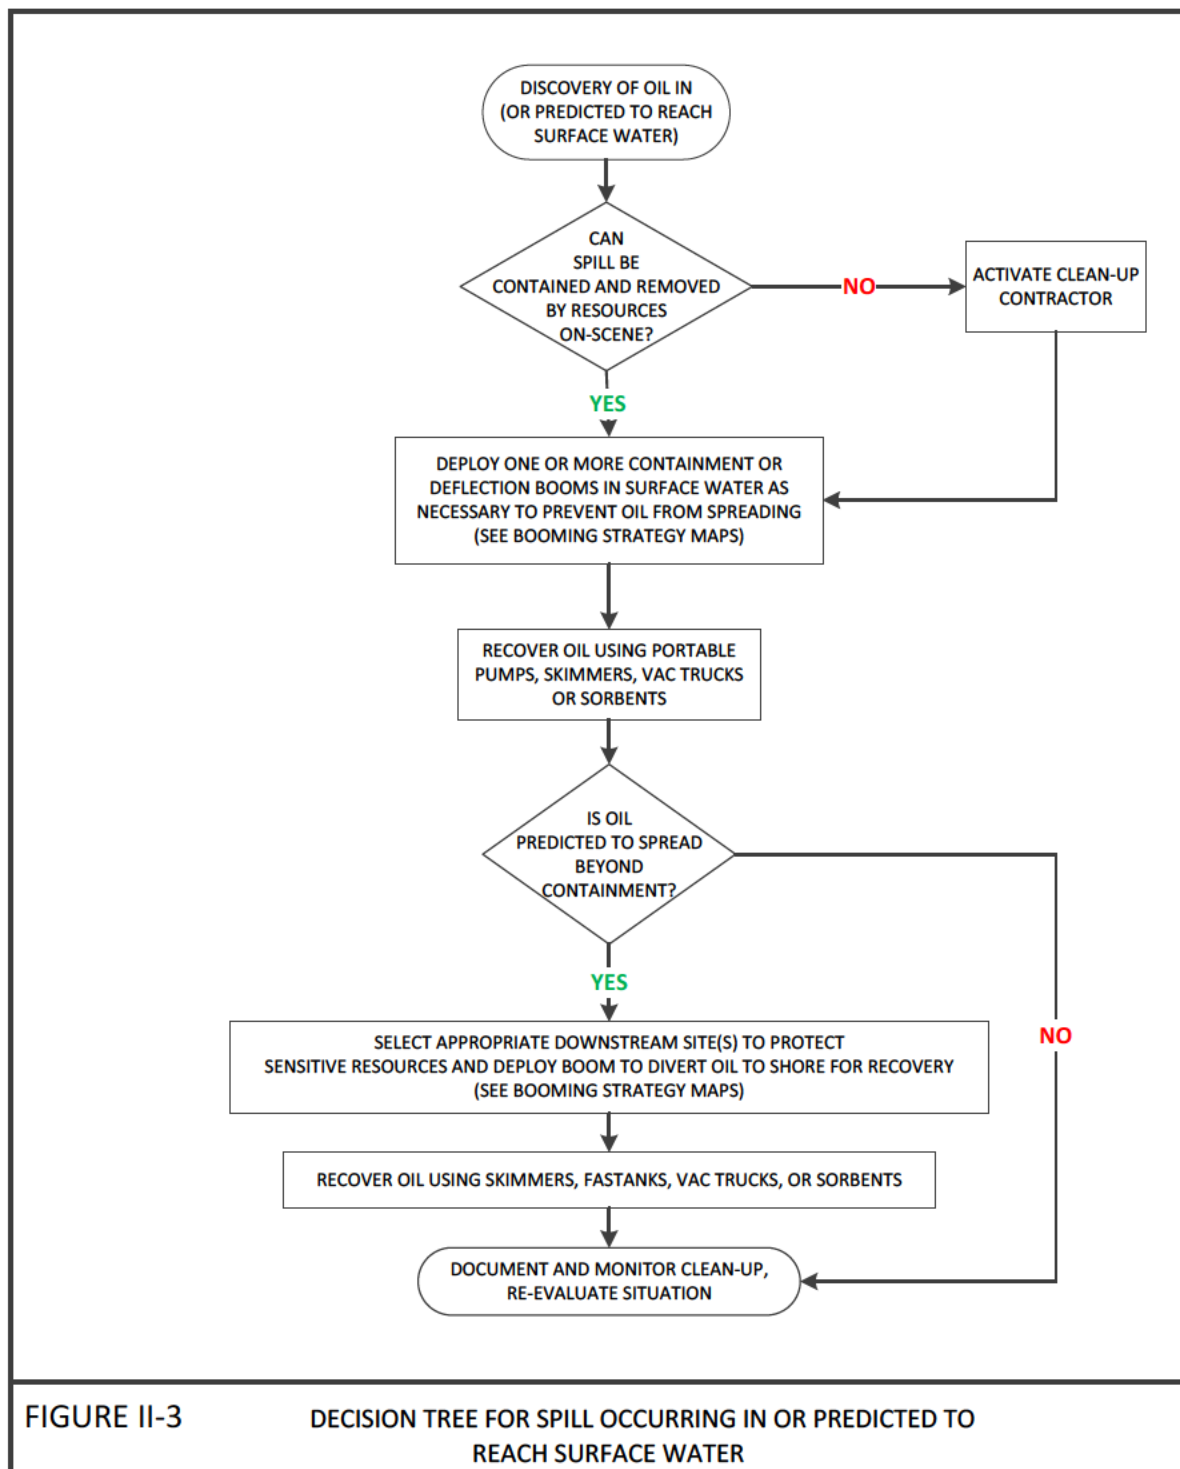 DISCOVERY OF OIL IN
(OR PREDICTED TO REACH
SURFACE WATER)
CAN
SPILL BE
CONTAINED AND REMOVED
BY RESOURCES
ON-SCENE?
NO
ACTIVATE CLEAN-UP
CONTRACTOR
YES
DEPLOY ONE OR MORE CONTAINMENT OR
DEFLECTION BOOMS IN SURFACE WATER AS
NECESSARY TO PREVENT OIL FROM SPREADING
(SEE BOOMING STRATEGY MAPS)
RECOVER OIL USING PORTABLE
PUMPS, SKIMMERS, VAC TRUCKS
OR SORBENTS
IS OIL
PREDICTED TO SPREAD
BEYOND
CONTAINMENT?
YES
NO
SELECT APPROPRIATE DOWNSTREAM SITE(S) TO PROTECT
SENSITIVE RESOURCES AND DEPLOY BOOM TO DIVERT OIL TO SHORE FOR RECOVERY
(SEE BOOMING STRATEGY MAPS)
RECOVER OIL USING SKIMMERS, FASTANKS, VAC TRUCKS, OR SORBENTS
DOCUMENT AND MONITOR CLEAN-UP,
RE-EVALUATE SITUATION
FIGURE II-3
DECISION TREE FOR SPILL OCCURRING IN OR PREDICTED TO
REACH SURFACE WATER